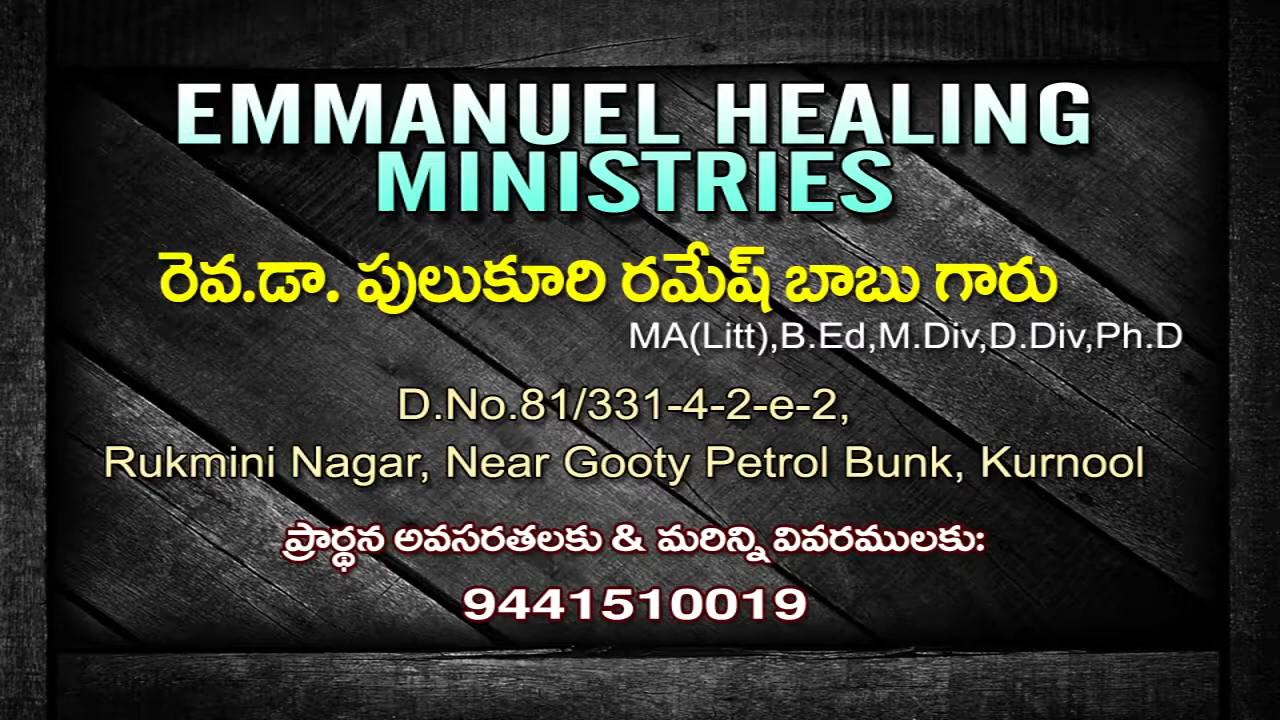 EMMANUEL HEALING
MINISTRIES
రెవ.డా. పులుకూరి రమేష్ బాబు గారు
MA(Litt),B.Ed,M.Div,D.Div,Ph.D
D.No.81/331-4-2-e-2,
Rukmini Nagar, Near Gooty Petrol Bunk, Kurnool
ప్రార్థన అవసరతలకు & మరిన్ని వివరములకు:
9441510019